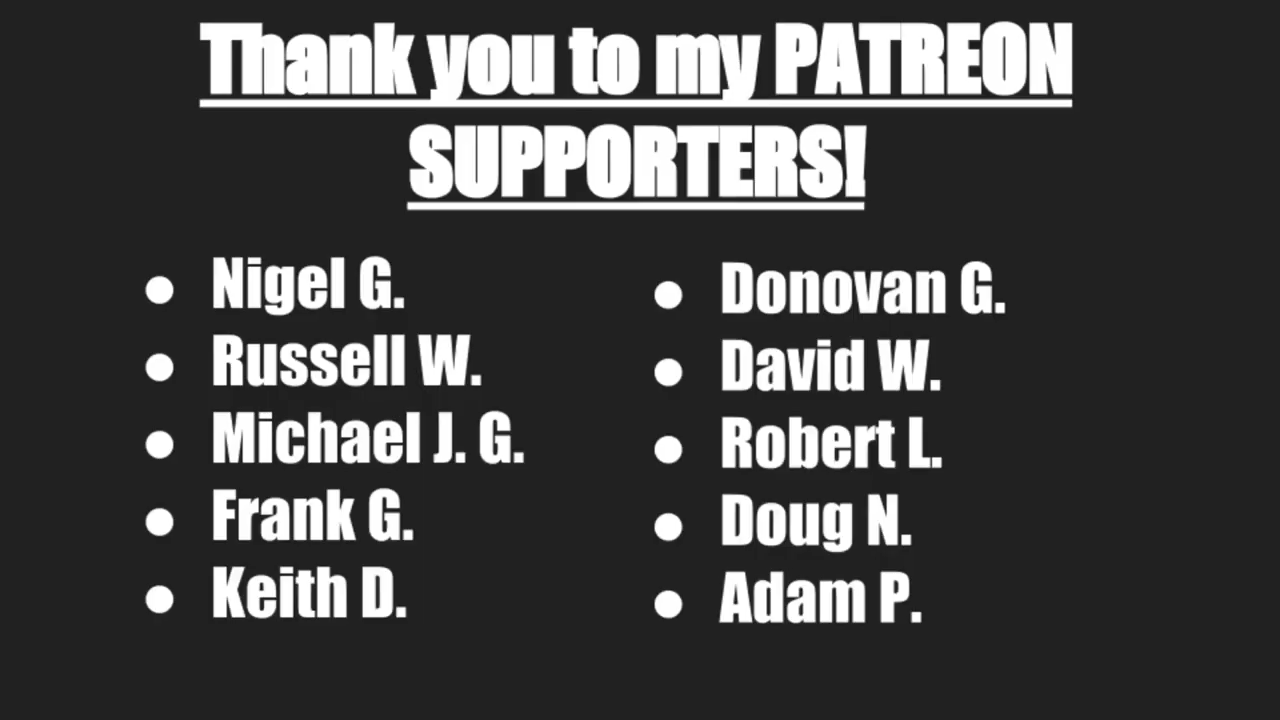 Thank you to my PATREON
SUPPORTERS!
Nigel G.
Russell W.
Michael J. G.
Frank G.
Keith D.
Donovan G.
David W.
Robert L.
Doug N.
Adam P.